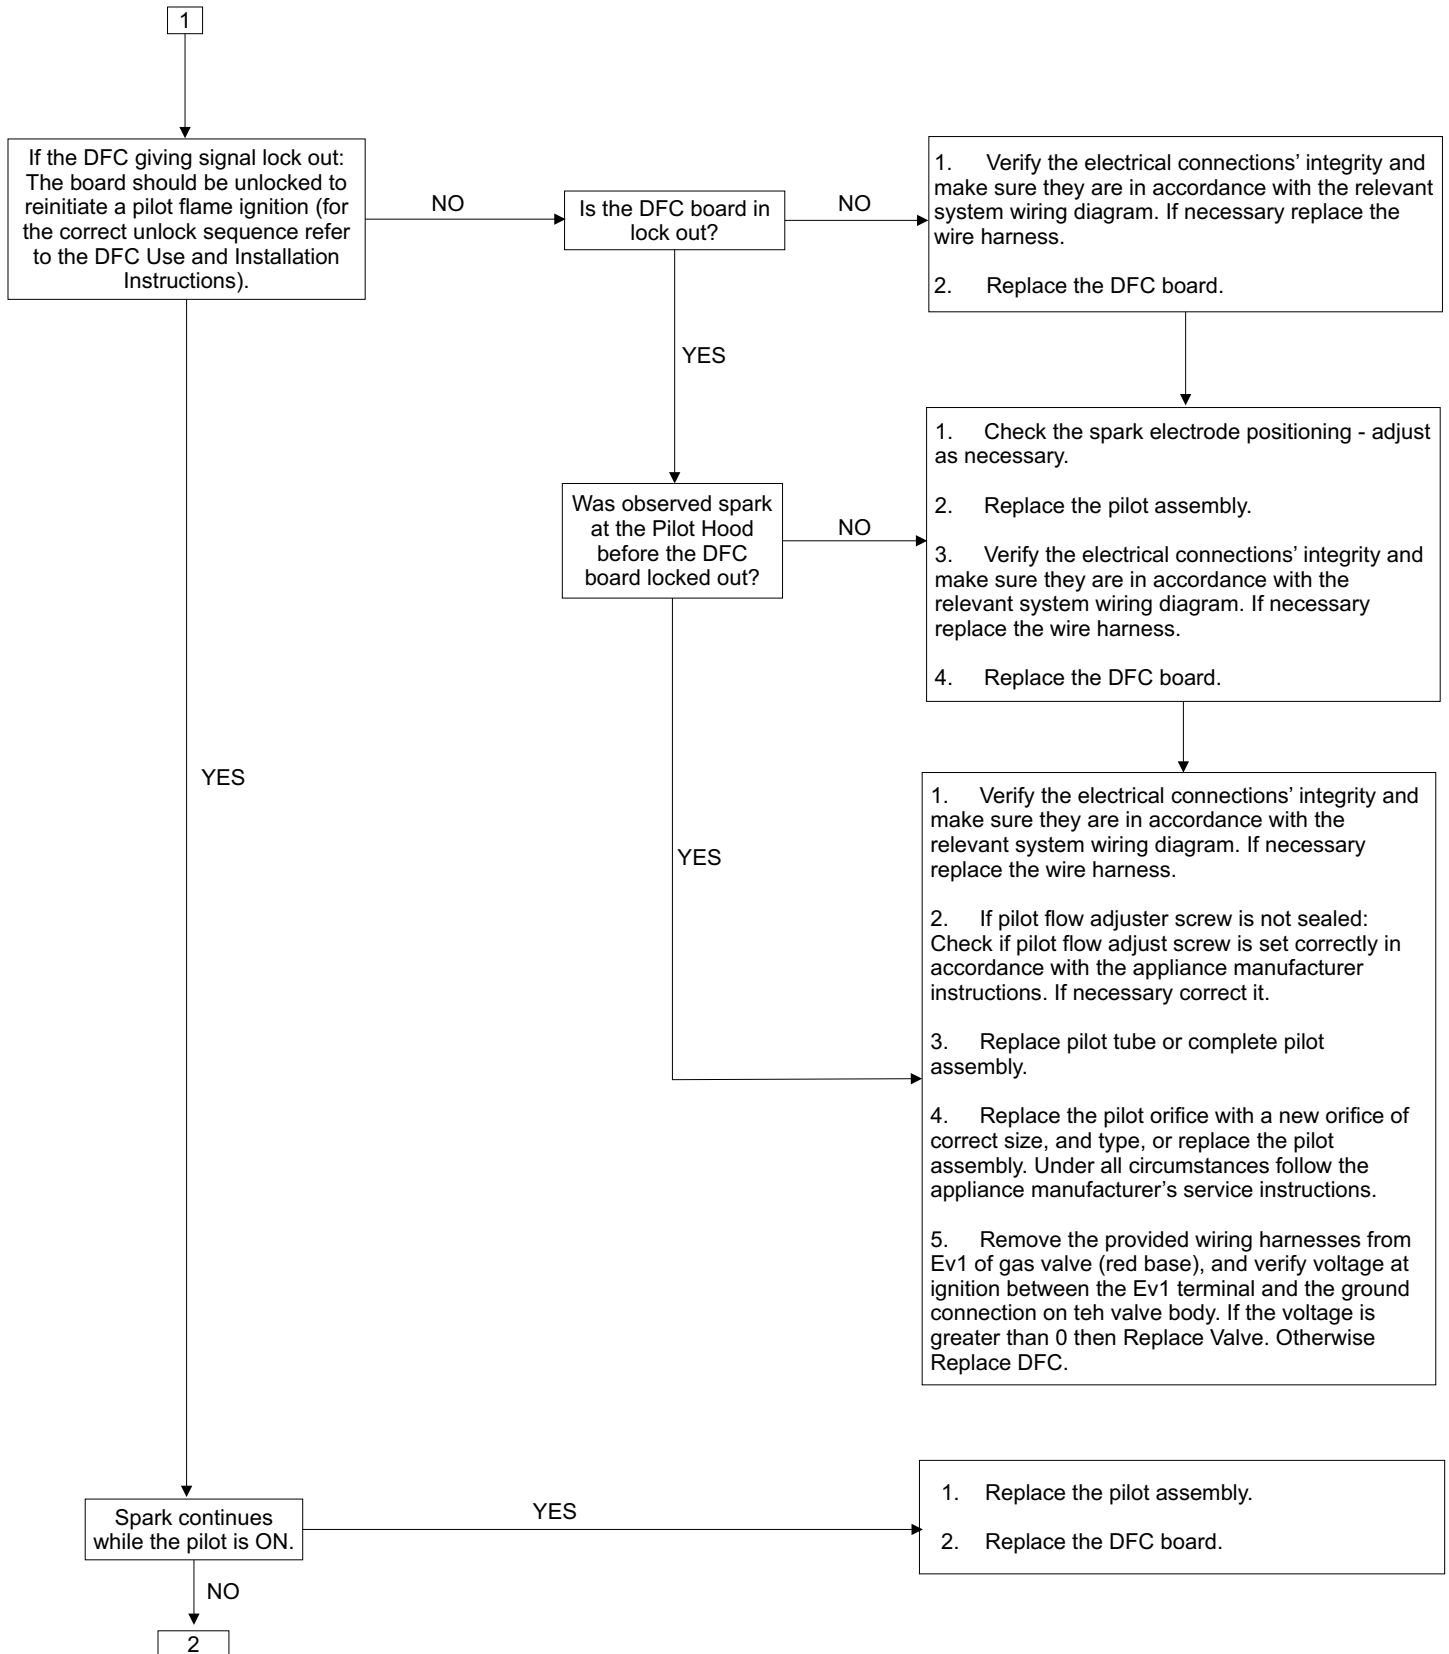 1
If the DFC giving signal lock out:
The board should be unlocked to
reinitiate a pilot flame ignition (for
the correct unlock sequence refer
to the DFC Use and Installation
Instructions).
NO
Is the DFC board in
lock out?
NO
1. Verify the electrical connections’ integrity and
make sure they are in accordance with the relevant
system wiring diagram. If necessary replace the
wire harness.
2. Replace the DFC board.
YES
Was observed spark
at the Pilot Hood
before the DFC
board locked out?
NO
1. Check the spark electrode positioning - adjust
as necessary.
2. Replace the pilot assembly.
3. Verify the electrical connections’ integrity and
make sure they are in accordance with the
relevant system wiring diagram. If necessary
replace the wire harness.
4. Replace the DFC board.
YES
YES
1. Verify the electrical connections’ integrity and
make sure they are in accordance with the
relevant system wiring diagram. If necessary
replace the wire harness.
2. If pilot flow adjuster screw is not sealed:
Check if pilot flow adjust screw is set correctly in
accordance with the appliance manufacturer
instructions. If necessary correct it.
3. Replace pilot tube or complete pilot
assembly.
4. Replace the pilot orifice with a new orifice of
correct size, and type, or replace the pilot
assembly. Under all circumstances follow the
appliance manufacturer’s service instructions.
5. Remove the provided wiring harnesses from
Ev1 of gas valve (red base), and verify voltage at
ignition between the Ev1 terminal and the ground
connection on teh valve body. If the voltage is
greater than 0 then Replace Valve. Otherwise
Replace DFC.
Spark continues
while the pilot is ON.
YES
1. Replace the pilot assembly.
2. Replace the DFC board.
NO
2